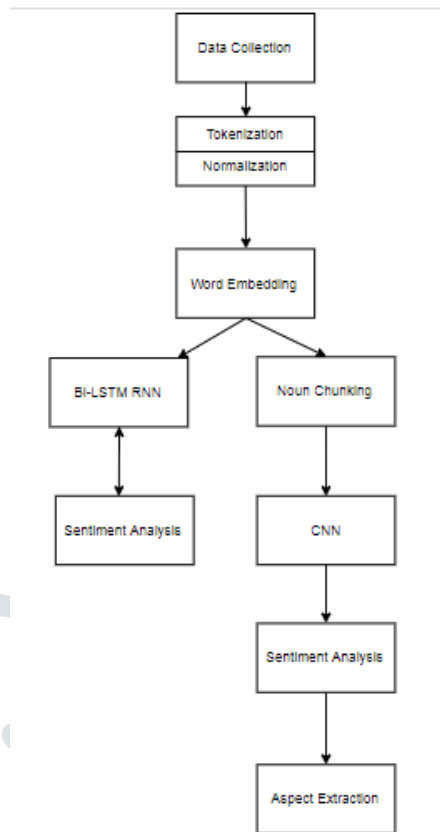 Data Collection
Tokenization
Normalization
Word Embedding
BI-LSTM RNN
Noun Chunking
Sentiment Analysis
CNN
Sentiment Analysis
Aspect Extraction